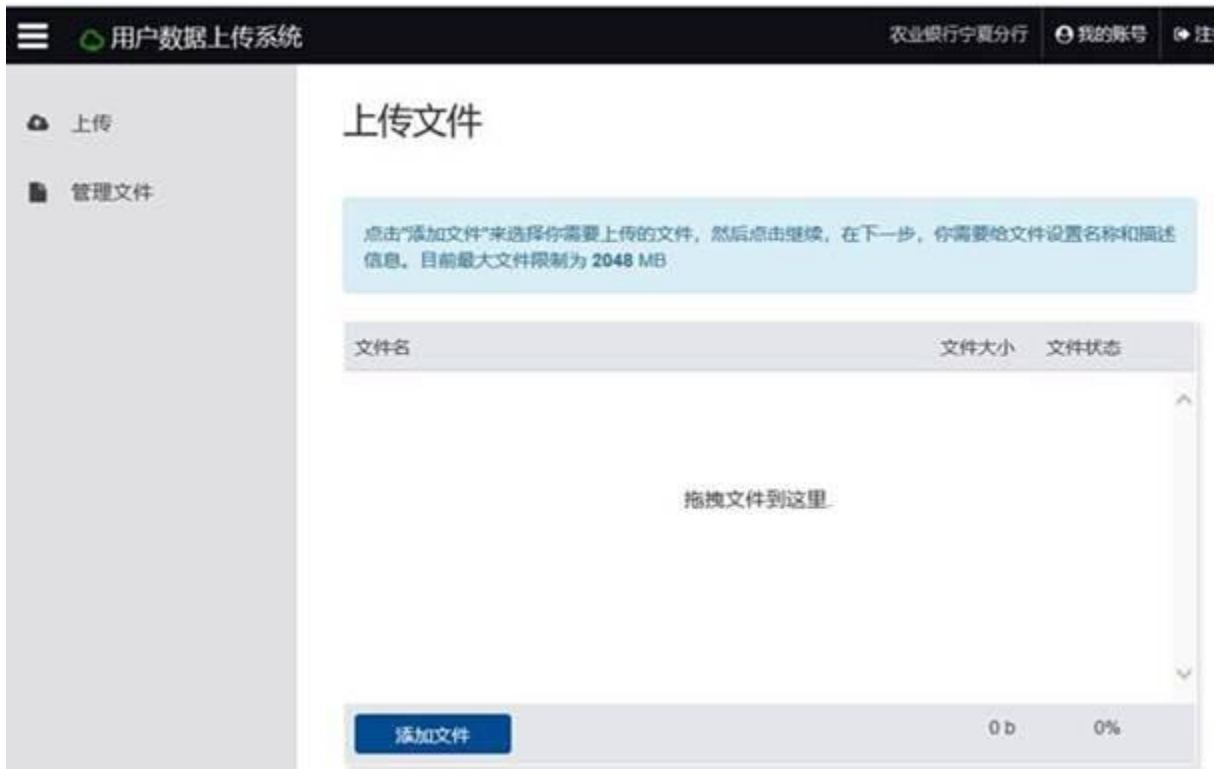 用户数据上传系统 农业银行宁夏分行 我的账号 注
上传
管理文件
上传文件
点击"添加文件"来选择你需要上传的文件，然后点击继续，在下一步，你需要给文件设置名称和描述
信息。目前最大文件限制为 2048 MB
文件名 文件大小 文件状态
拖拽文件到这里.
添加文件 0 b 0%